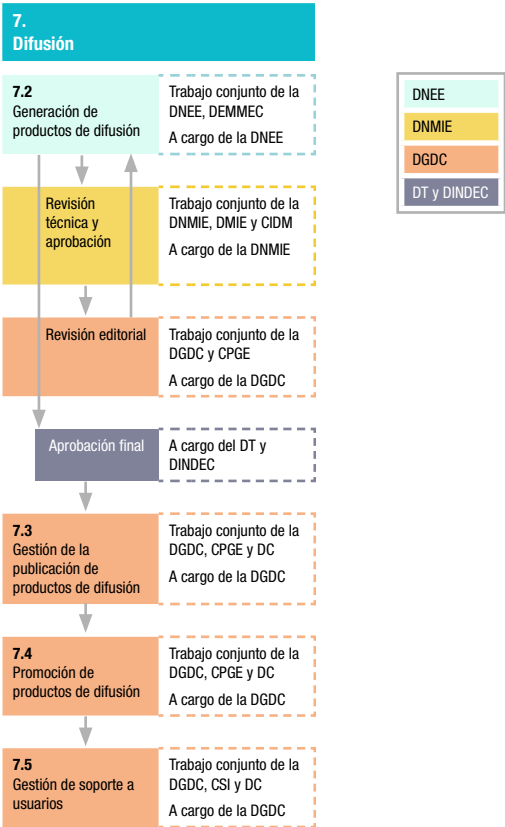 7.
Difusión
7.2
Generación de
productos de difusión
Trabajo conjunto de la
DNEE, DEMMEC
A cargo de la DNEE
Revisión
técnica y
aprobación
Trabajo conjunto de la
DNMIE, DMIE y CIDM
A cargo de la DNMIE
Revisión editorial
Trabajo conjunto de la
DGDC y CPGE
A cargo de la DGDC
Aprobación final
A cargo del DT y
DINDEC
7.3
Gestión de la
publicación de
productos de difusión
Trabajo conjunto de la
DGDC, CPGE y DC
A cargo de la DGDC
7.4
Promoción de
productos de difusión
Trabajo conjunto de la
DGDC, CPGE y DC
A cargo de la DGDC
7.5
Gestión de soporte a
usuarios
Trabajo conjunto de la
DGDC, CSI y DC
A cargo de la DGDC
DNEE
DNMIE
DGDC
DT y DINDEC